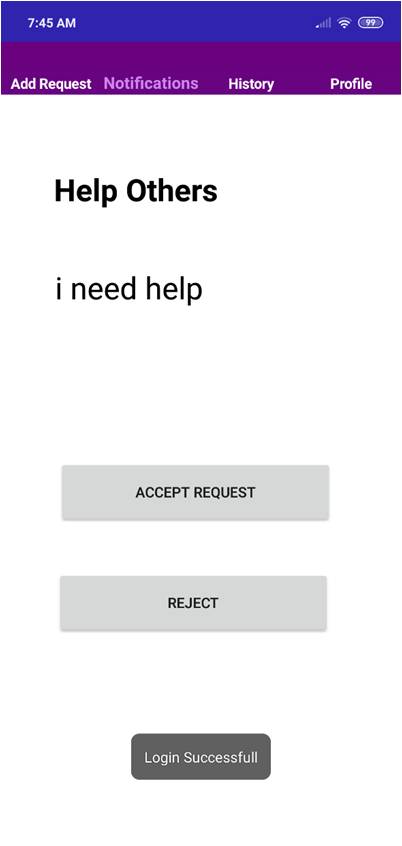 7:45 AM 99
Add Request Notifications History Profile
Help Others
i need help
ACCEPT REQUEST
REJECT
Login Successfull